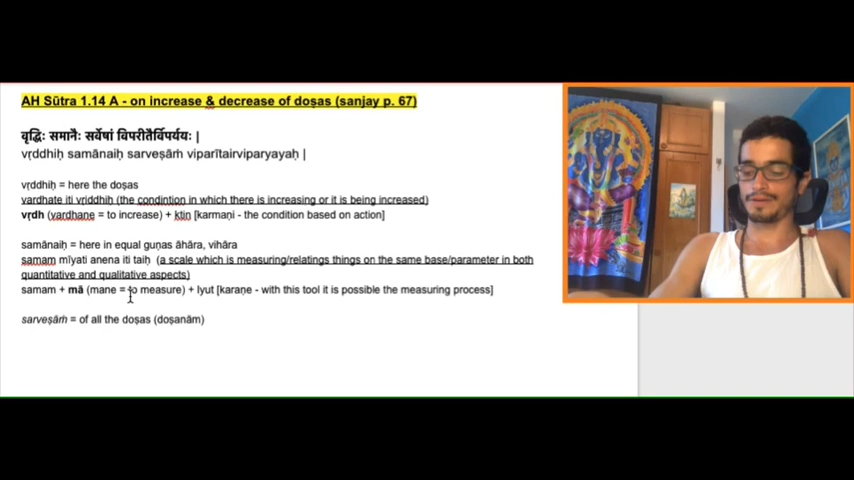 AH Sūtra 1.14 A - on increase & decrease of doṣas (sanjay p. 67)
वृद्धिः समानैः सर्वेषां विपरीतैर्विपर्ययः |
vṛddhiḥ samānaiḥ sarveṣāṁ viparītairviparyayaḥ |
vṛddhiḥ = here the doṣas
vardhate iti vṛiddhiḥ (the condintion in which there is increasing or it is being increased)
vṛdh (vardhane = to increase) + ktin [karmaṇi - the condition based on action]
samānaiḥ = here in equal guṇas āhāra, vihāra
samam mīyati anena iti taiḥ (a scale which is measuring/relatings things on the same base/parameter in both
quantitative and qualitative aspects)
samam + mā (mane = to measure) + lyut [karaṇe - with this tool it is possible the measuring process]
sarveṣāṁ = of all the doṣas (doṣanām)